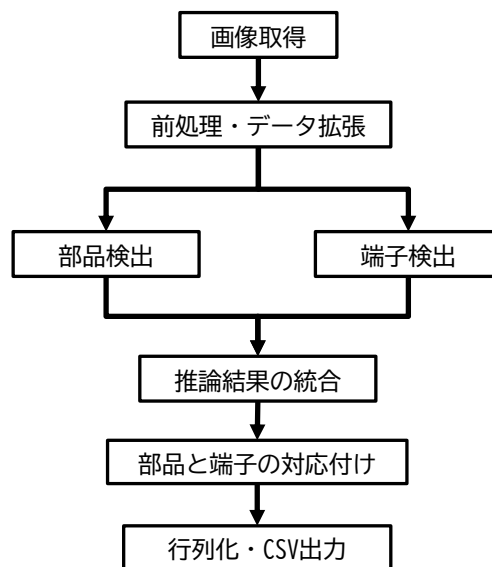 画像取得
前処理・データ拡張
部品検出
端子検出
推論結果の統合
部品と端子の対応付け
行列化・CSV出力